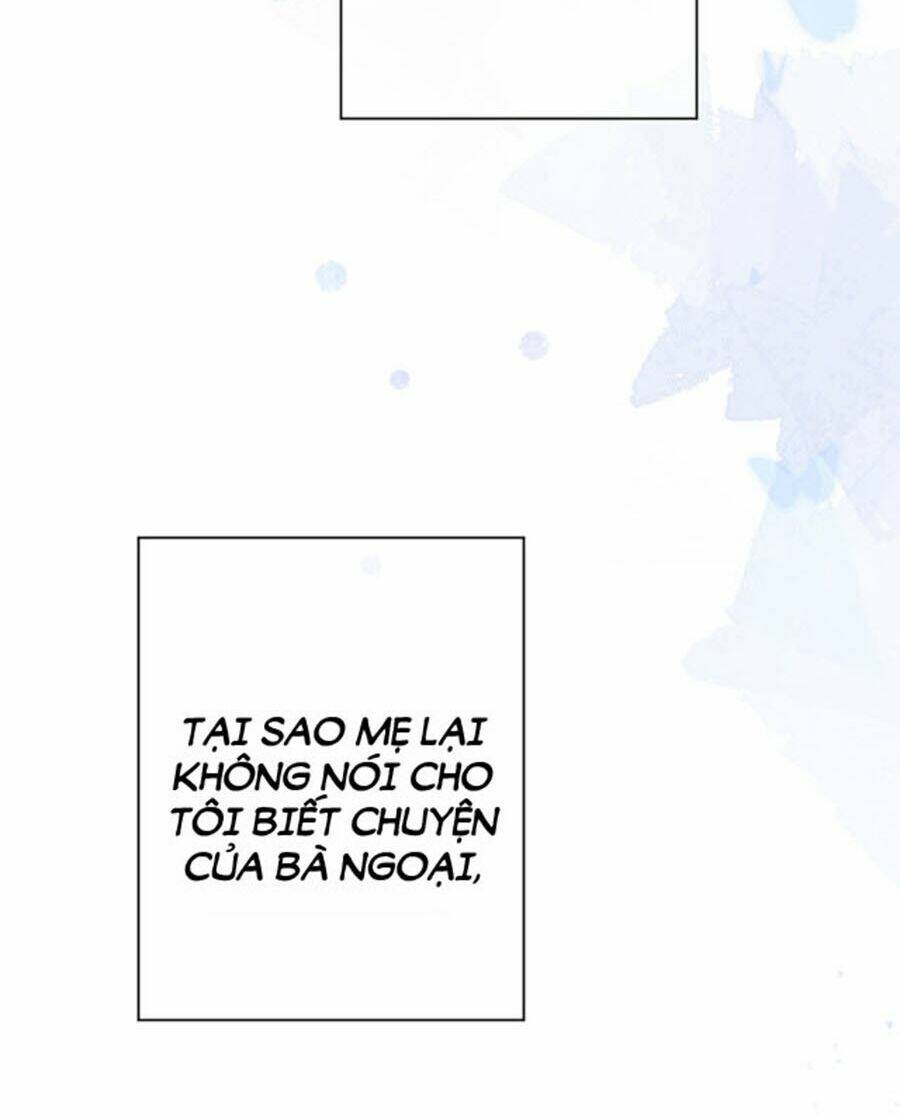 TẠI SAO MẸ LẠI
KHÔNG NÓI CHO
TÔI BIẾT CHUYỆN
CỦA BÀ NGOẠI,